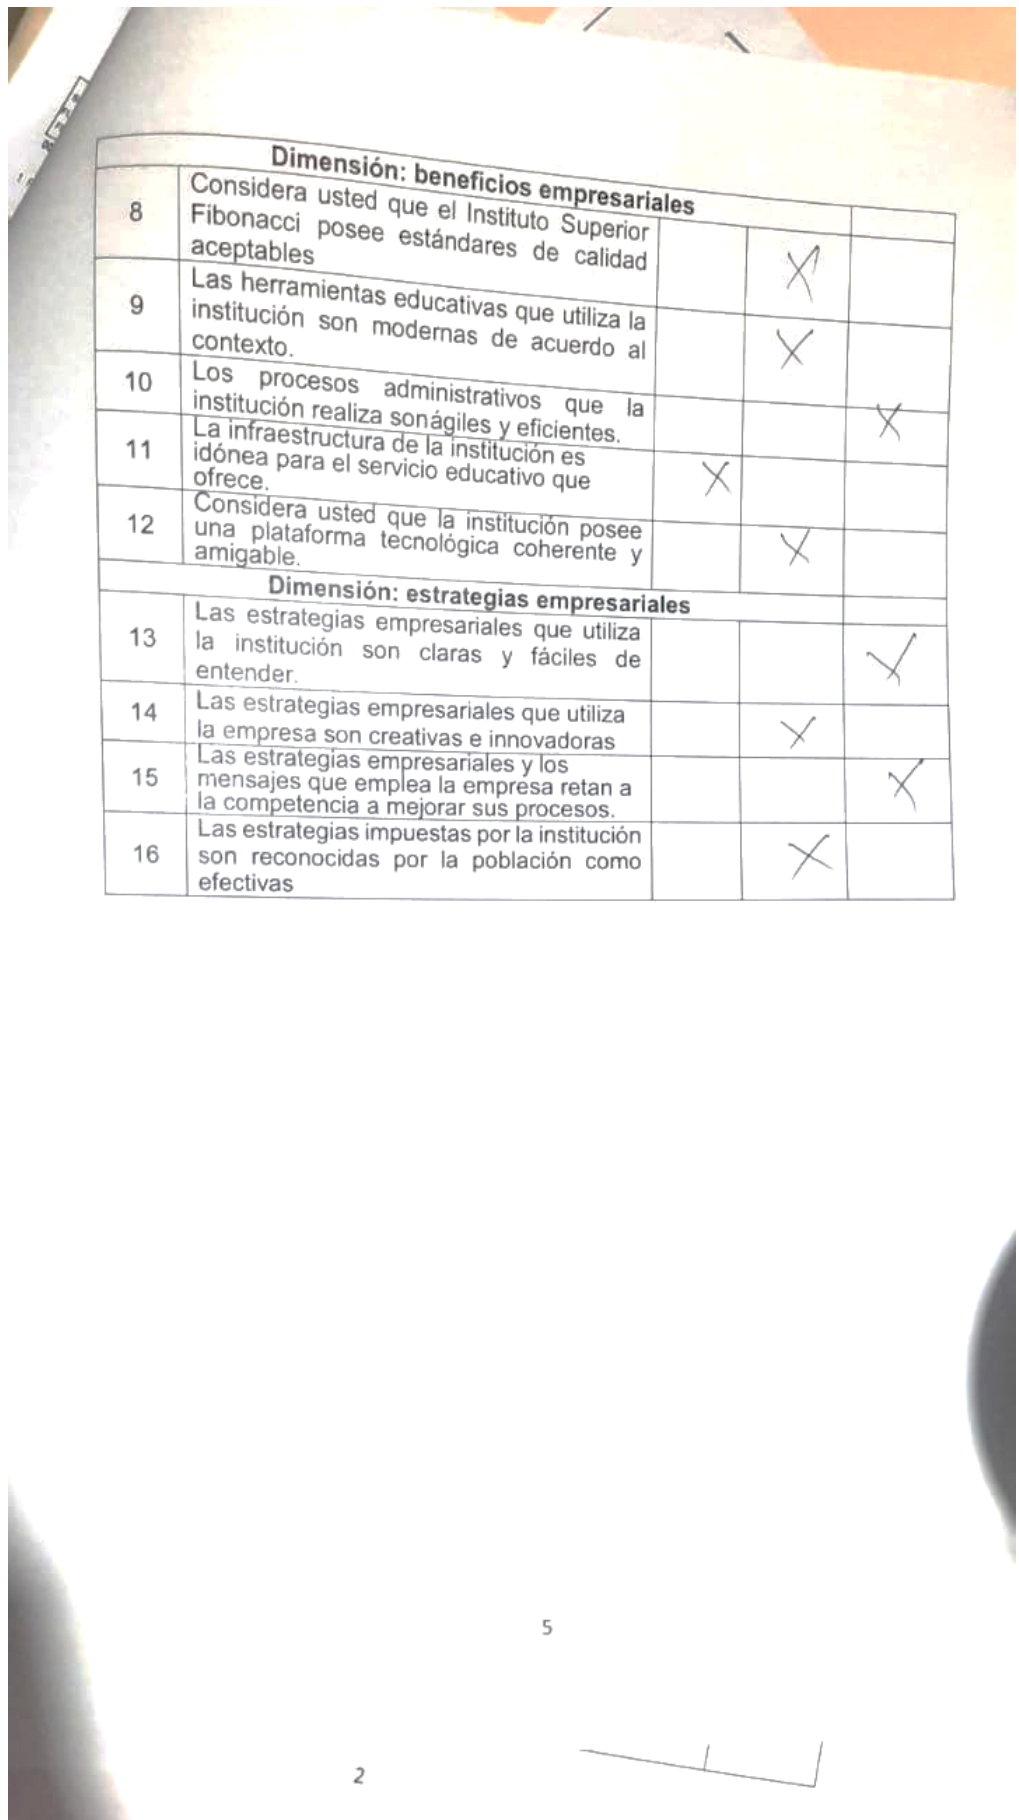 Dimensión: beneficios empresariales
8
Considera usted que el Instituto Superior
Fibonacci posee estándares de calidad
aceptables
X
9
Las herramientas educativas que utiliza la
institución son modernas de acuerdo al
contexto.
X
10
Los procesos administrativos que la
institución realiza sonágiles y eficientes.
X
11
La infraestructura de la institución es
idónea para el servicio educativo que
ofrece.
X
12
Considera usted que la institución posee
una plataforma tecnológica coherente y
amigable.
X
Dimensión: estrategias empresariales
13
Las estrategias empresariales que utiliza
la institución son claras y fáciles de
entender.
X
14
Las estrategias empresariales que utiliza
la empresa son creativas e innovadoras
X
15
Las estrategias empresariales y los
mensajes que emplea la empresa retan a
la competencia a mejorar sus procesos.
X
16
Las estrategias impuestas por la institución
son reconocidas por la población como
efectivas
X
5
2